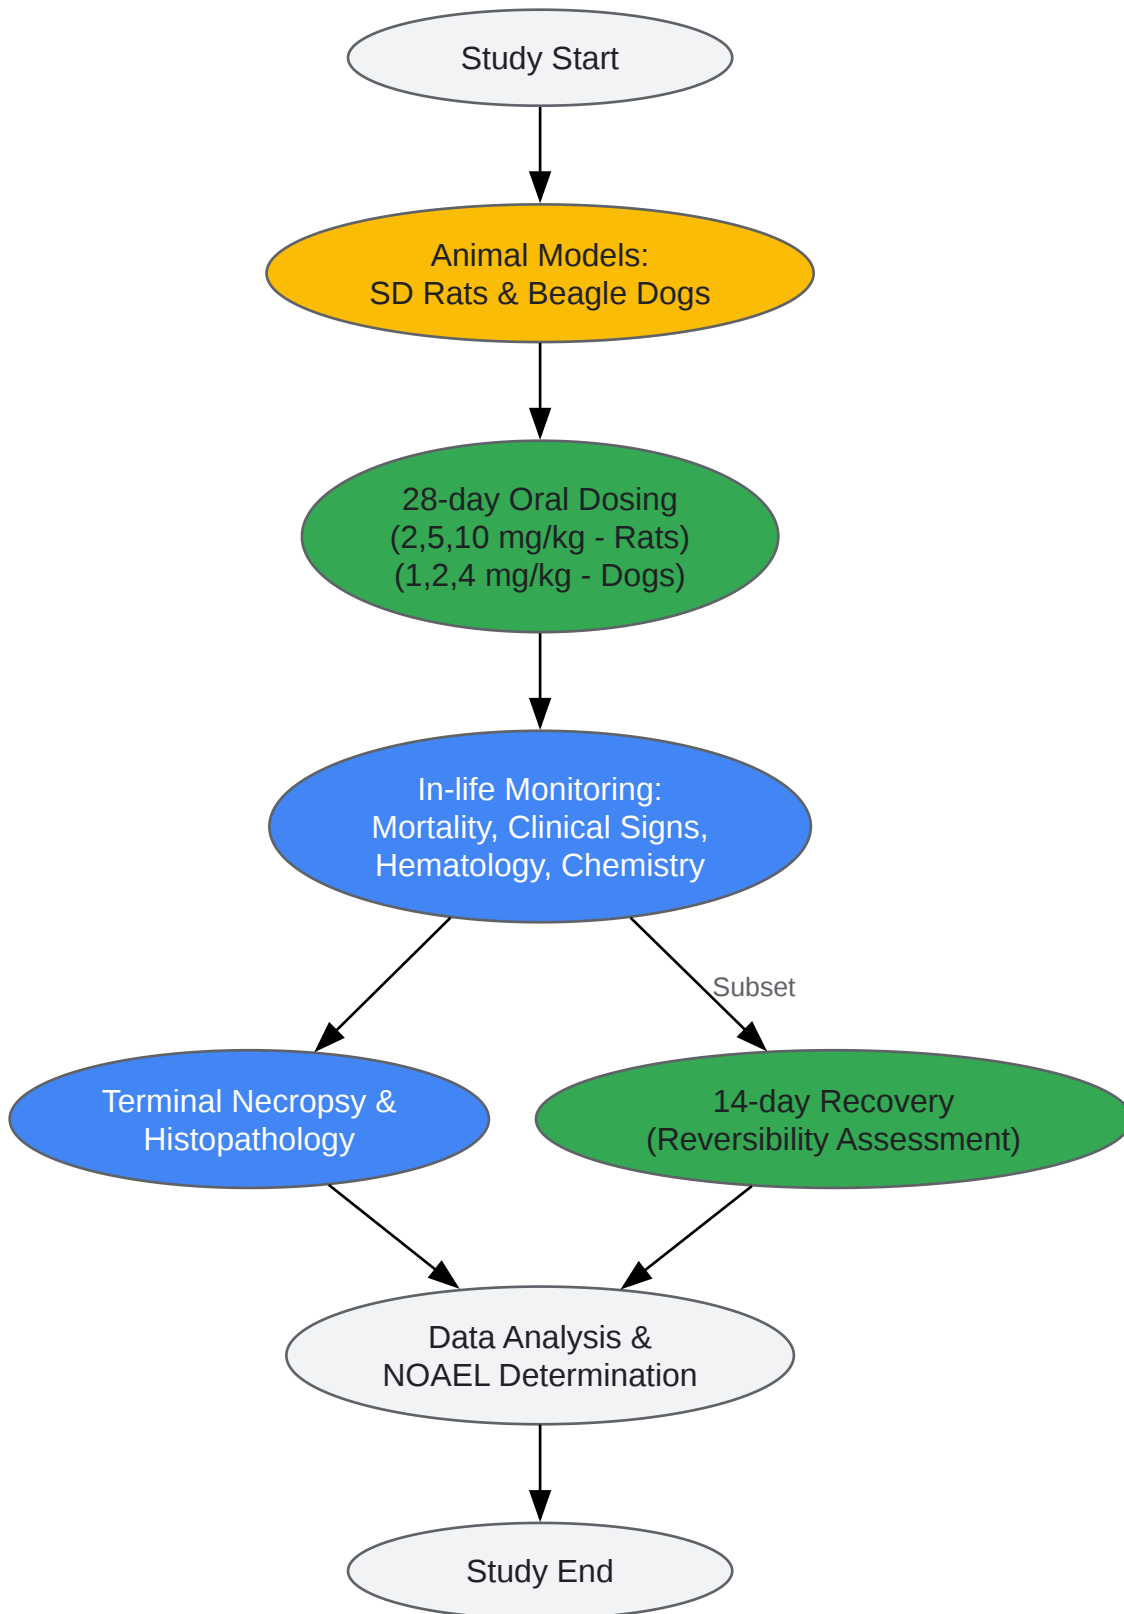 Study Start
Animal Models:
SD Rats & Beagle Dogs
28-day Oral Dosing
(2,5,10 mg/kg - Rats)
(1,2,4 mg/kg - Dogs)
In-life Monitoring:
Mortality, Clinical Signs,
Hematology, Chemistry
Subset
Terminal Necropsy &
Histopathology
14-day Recovery
(Reversibility Assessment)
Data Analysis &
NOAEL Determination
Study End